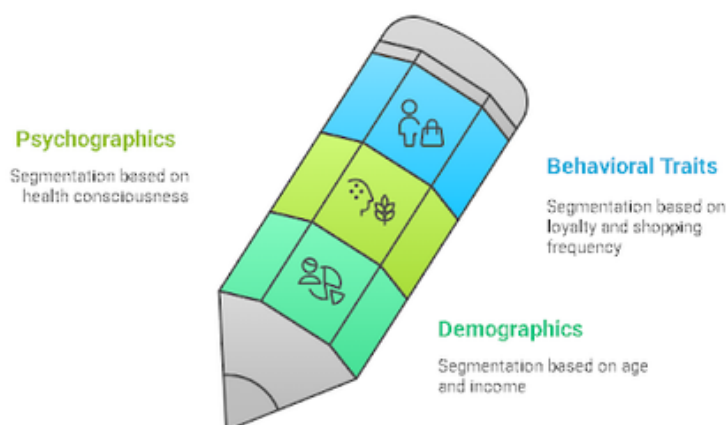 Psychographics
Segmentation based on
health consciousness
Behavioral Traits
Segmentation based on
loyalty and shopping
frequency
Demographics
Segmentation based on age
and income